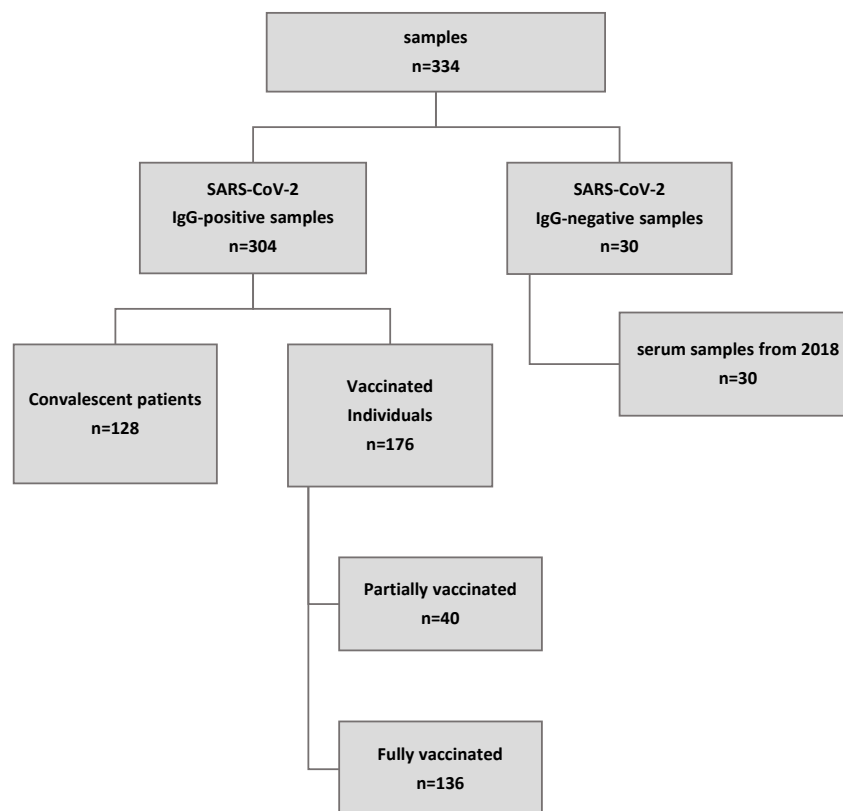 samples
n=334
SARS-CoV-2
IgG-positive samples
n=304
SARS-CoV-2
IgG-negative samples
n=30
Convalescent patients
n=128
Vaccinated
Individuals
n=176
serum samples from 2018
n=30
Partially vaccinated
n=40
Fully vaccinated
n=136